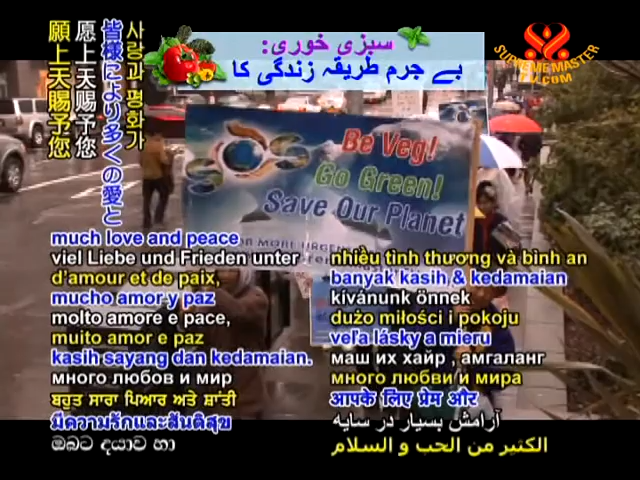 سبزی خوری:
بے جرم طریقہ زندگی کا
SUPREME MASTER
TV.COM
사랑과 평화가
皆様により多くの愛と
愿上天赐予您
願上天賜予您
Be Veg!
Go Green!
Save Our Planet
SOS
FOR MORE URGEN
much love and peace
viel Liebe und Frieden unter
d'amour et de paix,
mucho amor y paz
molto amore e pace,
muito amor e paz
kasih sayang dan kedamaian.
много любов и мир
ਬਹੁਤ ਸਾਰਾ ਪਿਆਰ ਅਤੇ ਸ਼ਾਂਤੀ
มีความรักและสันติสุข
ඔබට දයාව හා
nhiều tình thương và bình an
banyak kasih & kedamaian
kívánunk önnek
dużo miłości i pokoju
veľa lásky a mieru
маш их хайр , амгаланг
много любви и мира
आपके लिए प्रेम और
آرامش بسیار در سایه
الكثير من الحب و السلام